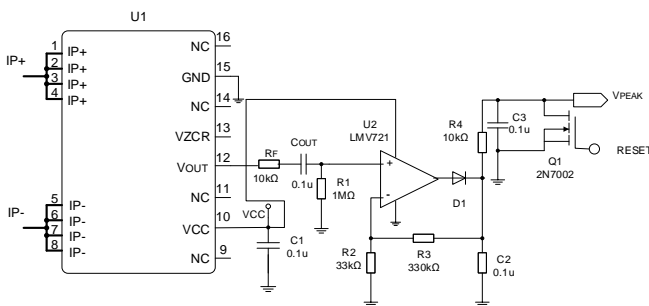 U1
IP+
1 IP+
2 IP+
3 IP+
4 IP+
IP-
5 IP-
6 IP-
7 IP-
8 IP-
NC 16
GND 15
NC 14
VZCR 13
VOUT 12
NC 11
VCC 10
NC 9
VCC
C1
0.1u
RF
10kΩ
COUT
0.1u
R1
1MΩ
U2
LMV721
+
-
D1
R2
33kΩ
R3
330kΩ
C2
0.1u
R4
10kΩ
C3
0.1u
VPEAK
Q1
2N7002
RESET